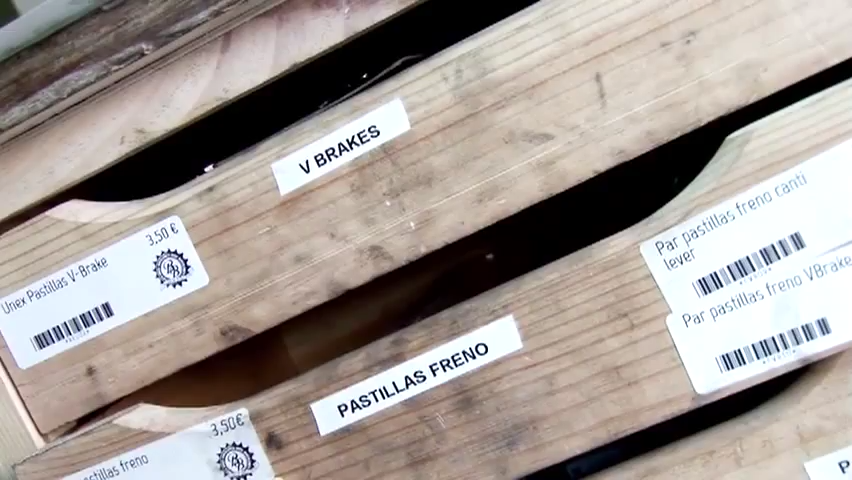 V BRAKES
3,50 €
Unex Pastillas V-Brake
Par pastillas freno canti
lever
Par pastillas freno VBrake
PASTILLAS FRENO
3,50€
freno